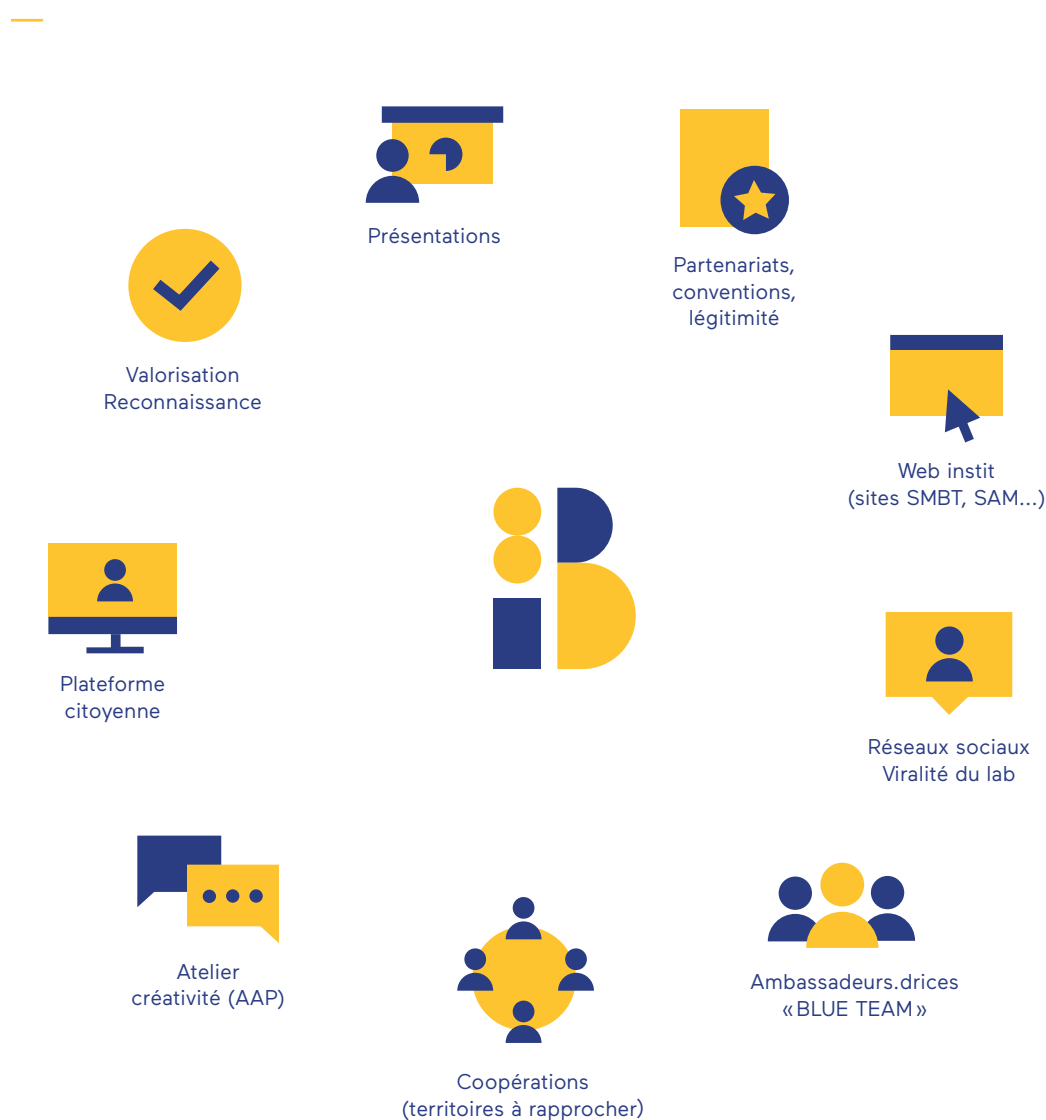 Présentations
Partenariats,
conventions,
légitimité
Valorisation
Reconnaissance
Web instit
(sites SMBT, SAM...)
iB
Plateforme
citoyenne
Réseaux sociaux
Viralité du lab
Atelier
créativité (AAP)
Ambassadeurs.drices
«BLUE TEAM»
Coopérations
(territoires à rapprocher)